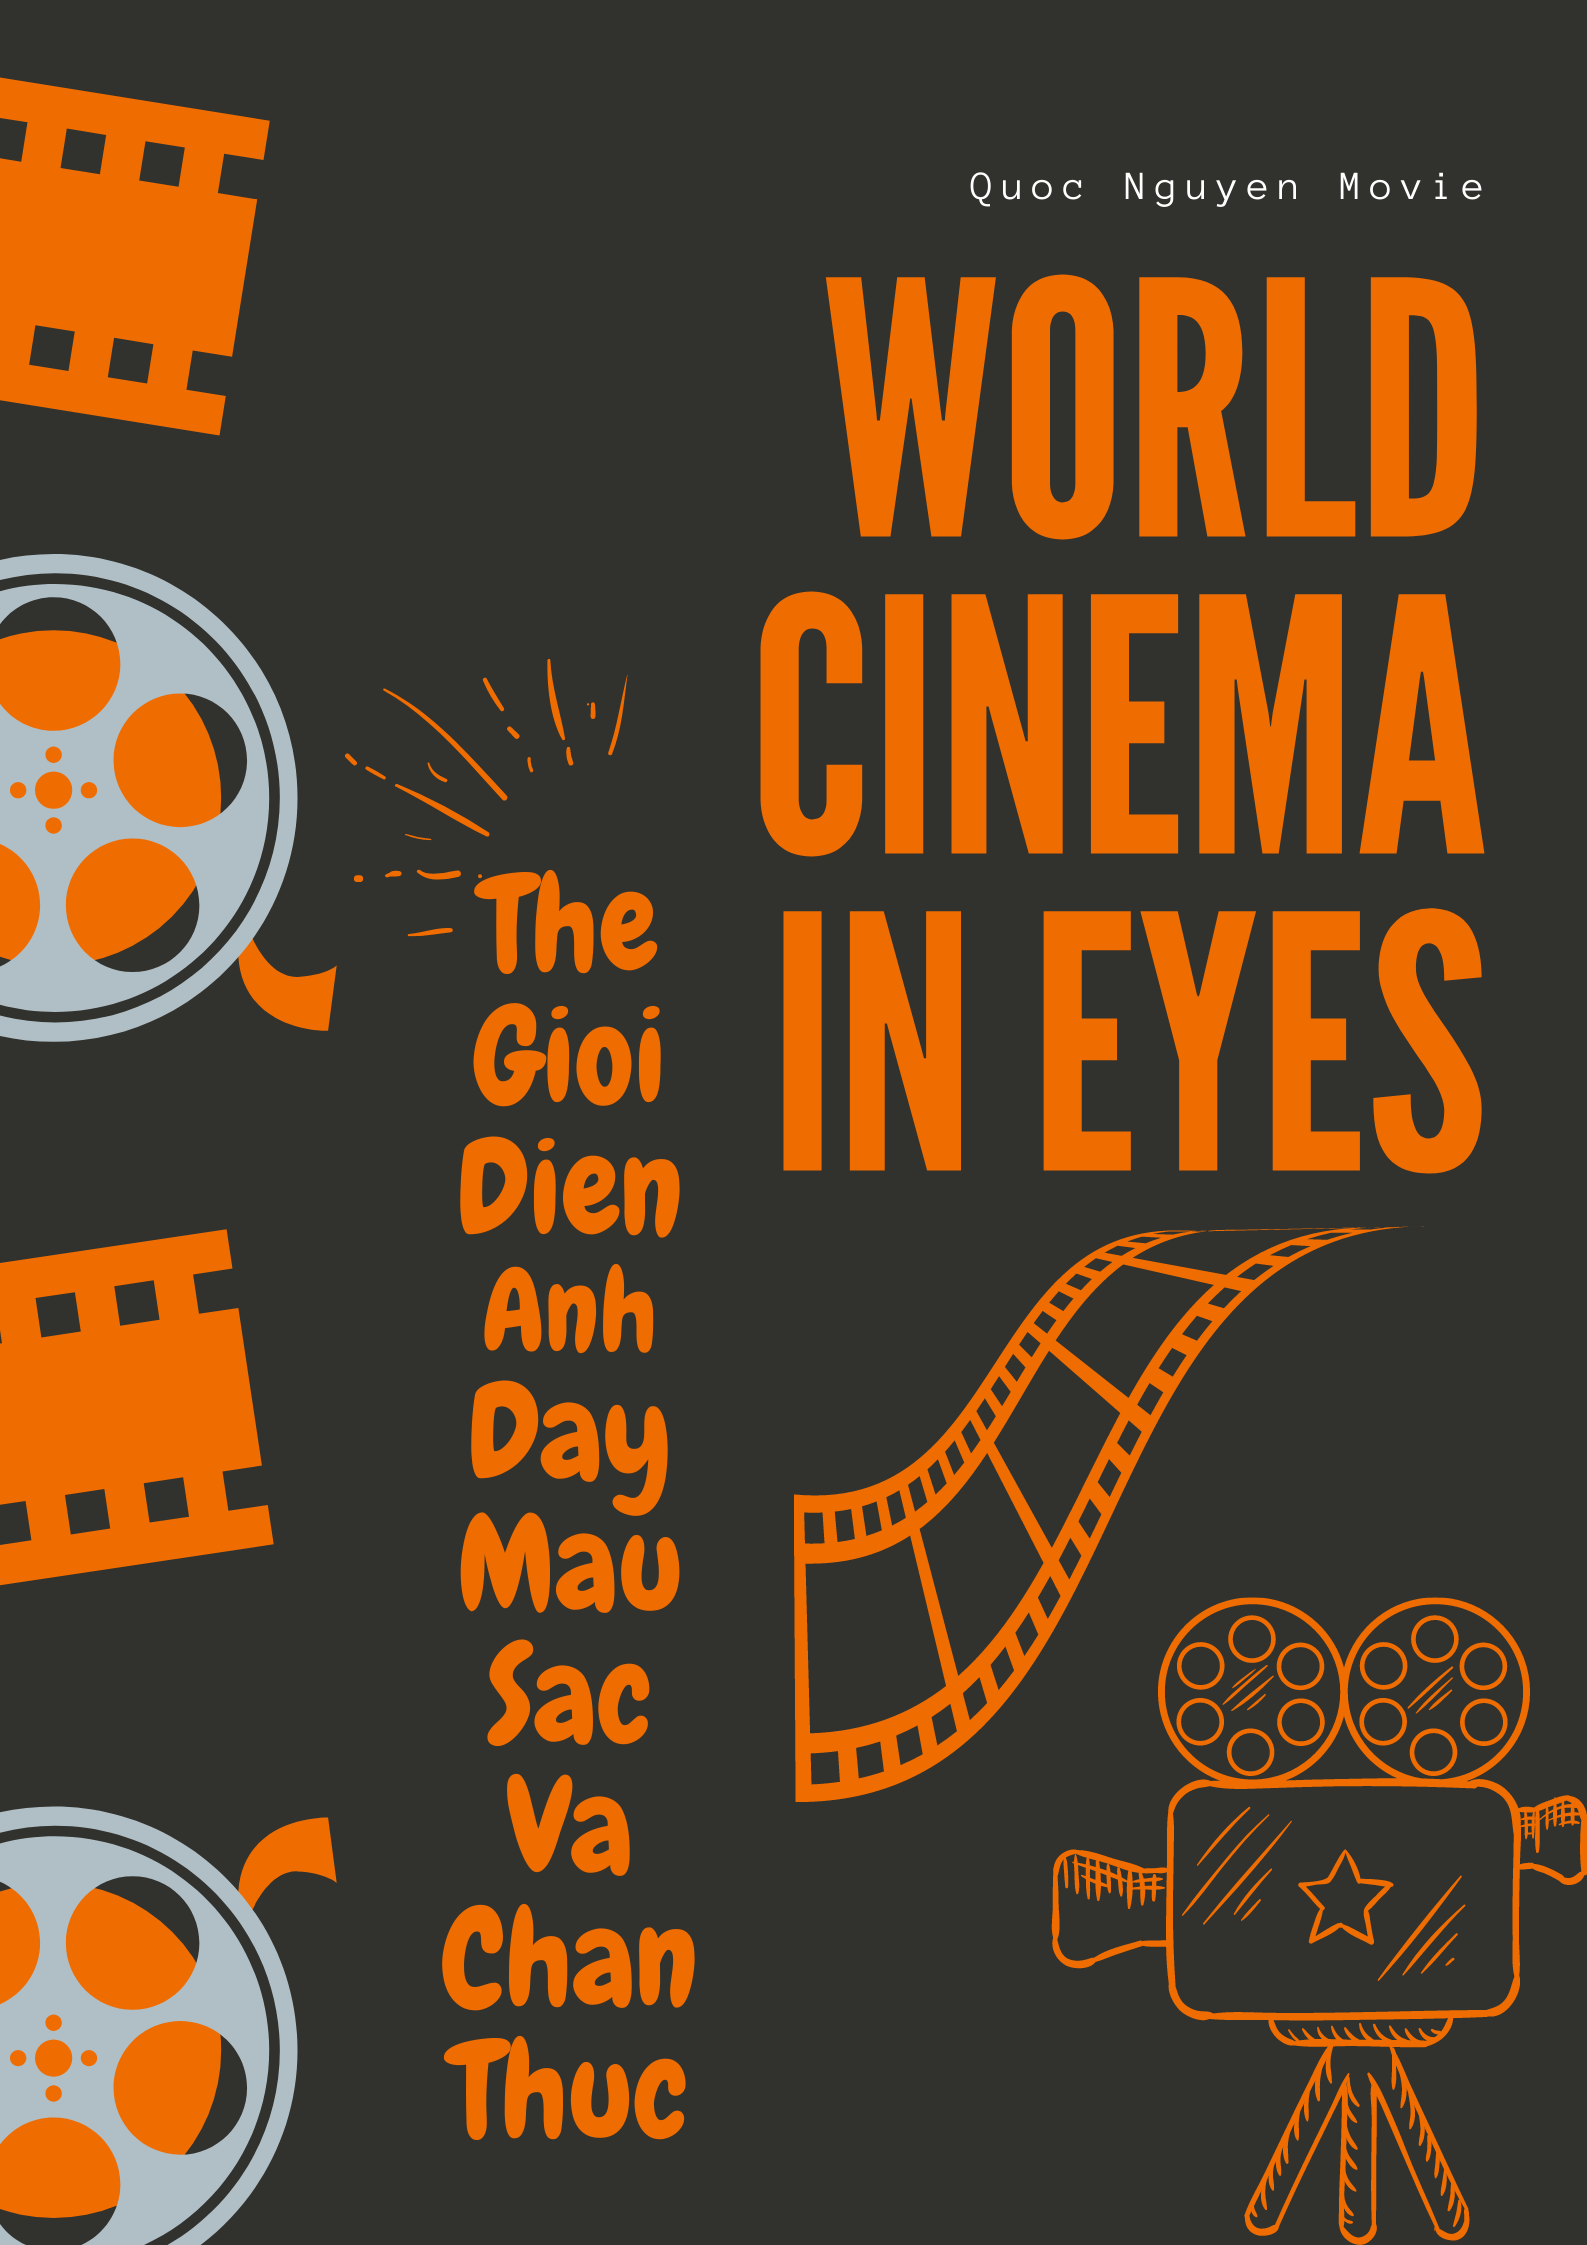 Quoc Nguyen Movie
WORLD
CINEMA
IN EYES
The
Gioi
Dien
Anh
Day
Mau
Sac
Va
Chan
Thuc